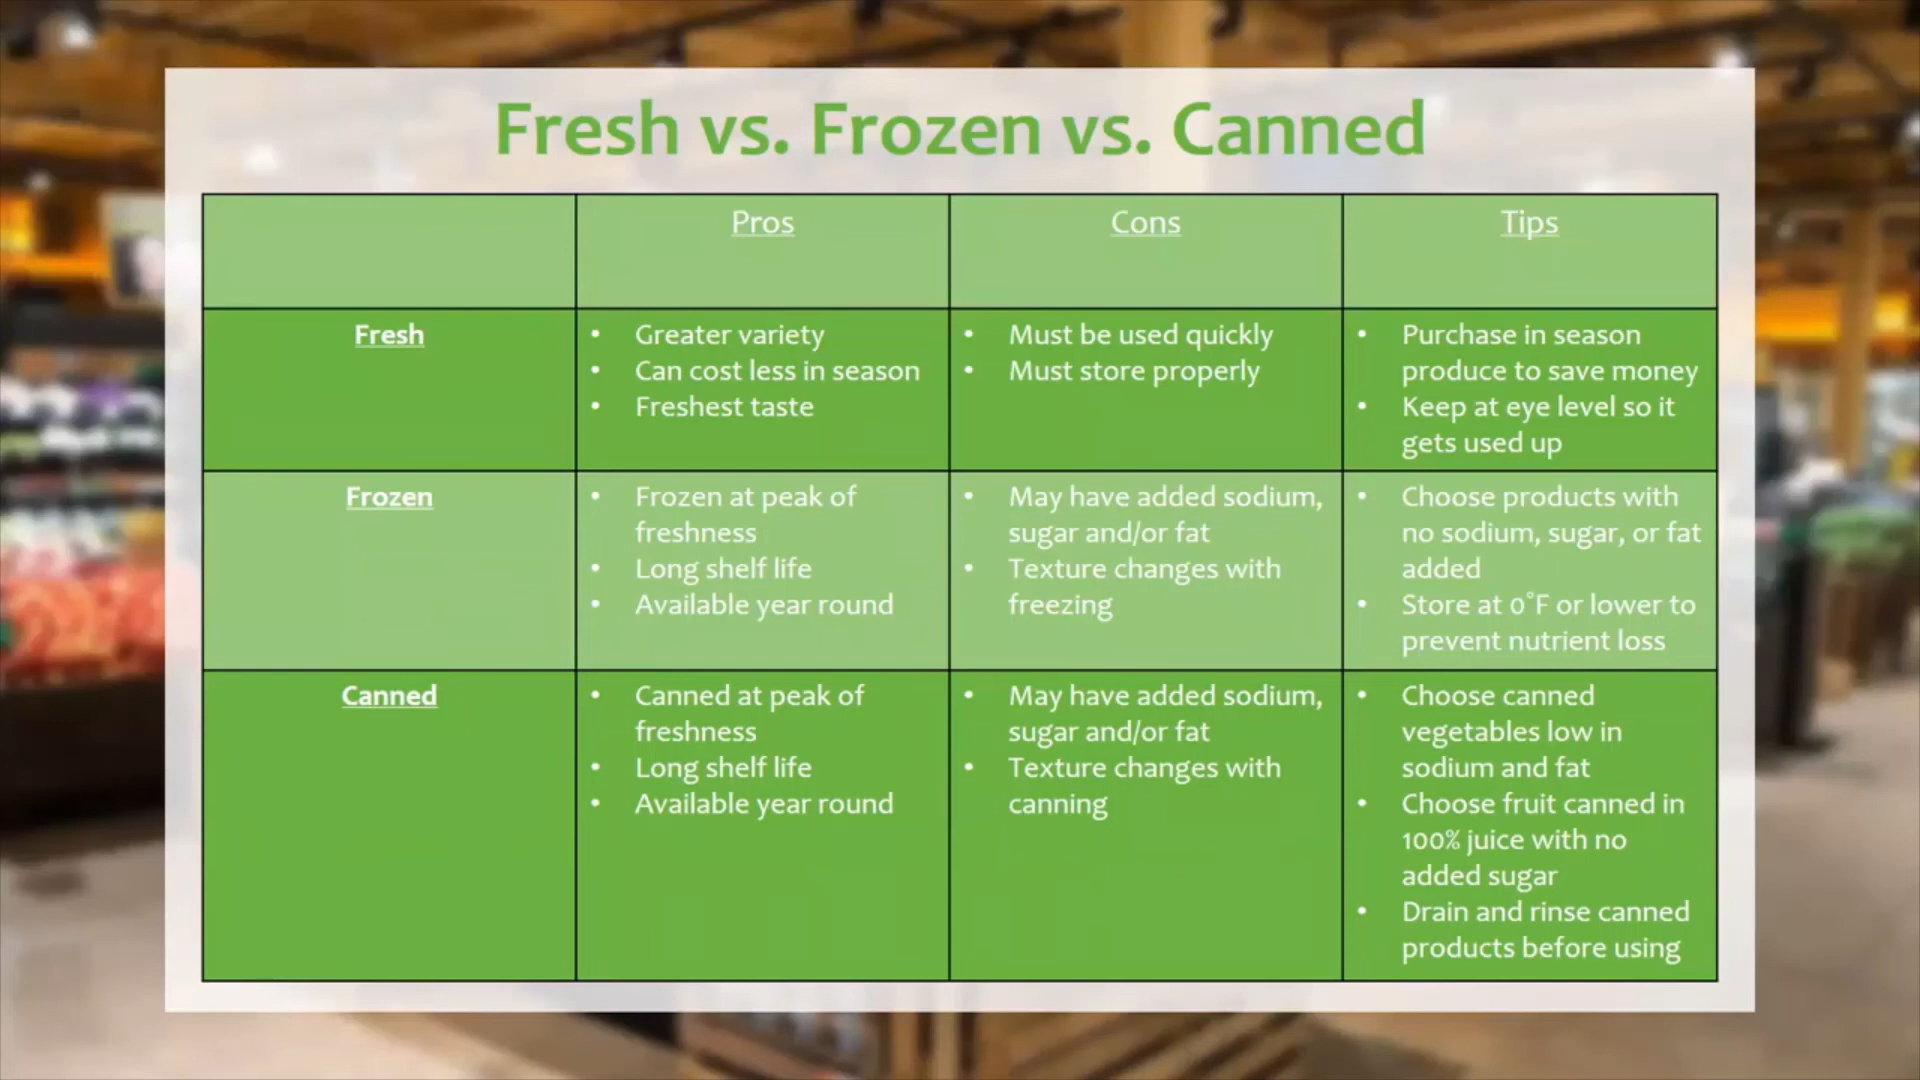 Fresh vs. Frozen vs. Canned
Pros
Cons
Tips
Fresh
• Greater variety
• Can cost less in season
• Freshest taste
• Must be used quickly
• Must store properly
• Purchase in season
produce to save money
• Keep at eye level so it
gets used up
Frozen
• Frozen at peak of
freshness
• Long shelf life
• Available year round
• May have added sodium,
sugar and/or fat
• Texture changes with
freezing
• Choose products with
no sodium, sugar, or fat
added
• Store at 0°F or lower to
prevent nutrient loss
Canned
• Canned at peak of
freshness
• Long shelf life
• Available year round
• May have added sodium,
sugar and/or fat
• Texture changes with
canning
• Choose canned
vegetables low in
sodium and fat
• Choose fruit canned in
100% juice with no
added sugar
• Drain and rinse canned
products before using